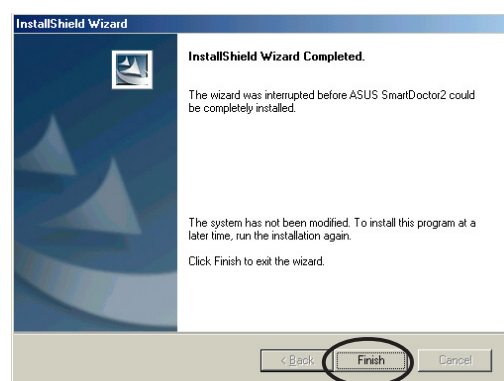 InstallShield Wizard
InstallShield Wizard Completed.
The wizard was interrupted before ASUS SmartDoctor2 could
be completely installed.
The system has not been modified. To install this program at a
later time, run the installation again.
Click Finish to exit the wizard.
< Back Finish Cancel